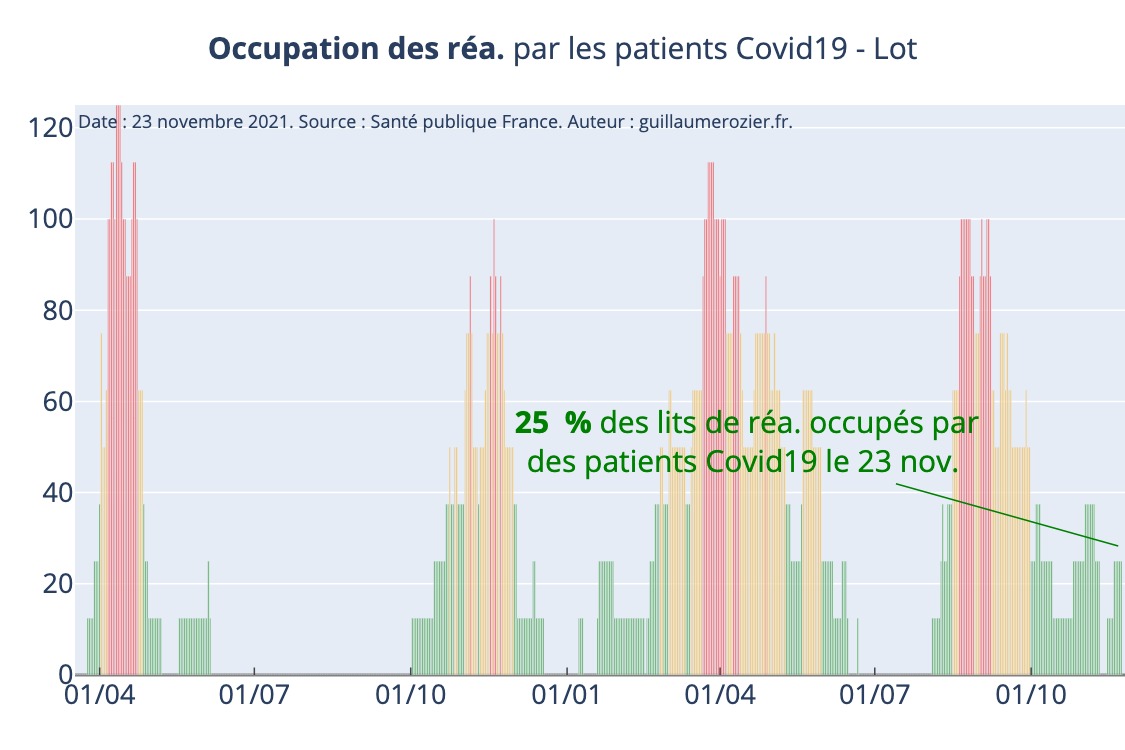 Occupation des réa. par les patients Covid19 - Lot
Date : 23 novembre 2021. Source : Santé publique France. Auteur : guillaumerozier.fr.
120
100
80
60
40
20
0
25 % des lits de réa. occupés par
des patients Covid19 le 23 nov.
01/04 01/07 01/10 01/01 01/04 01/07 01/10